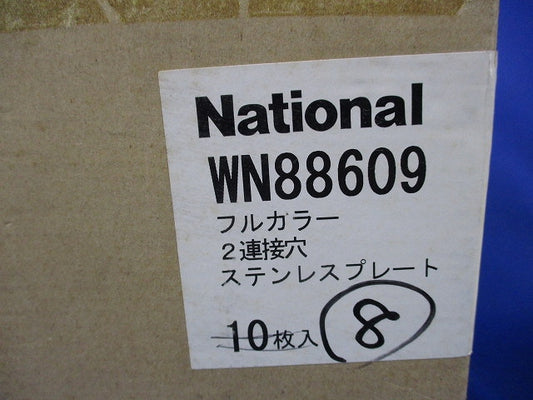 National
WN88609
フルカラー
2連接穴
ステンレスプレート
10枚入 8